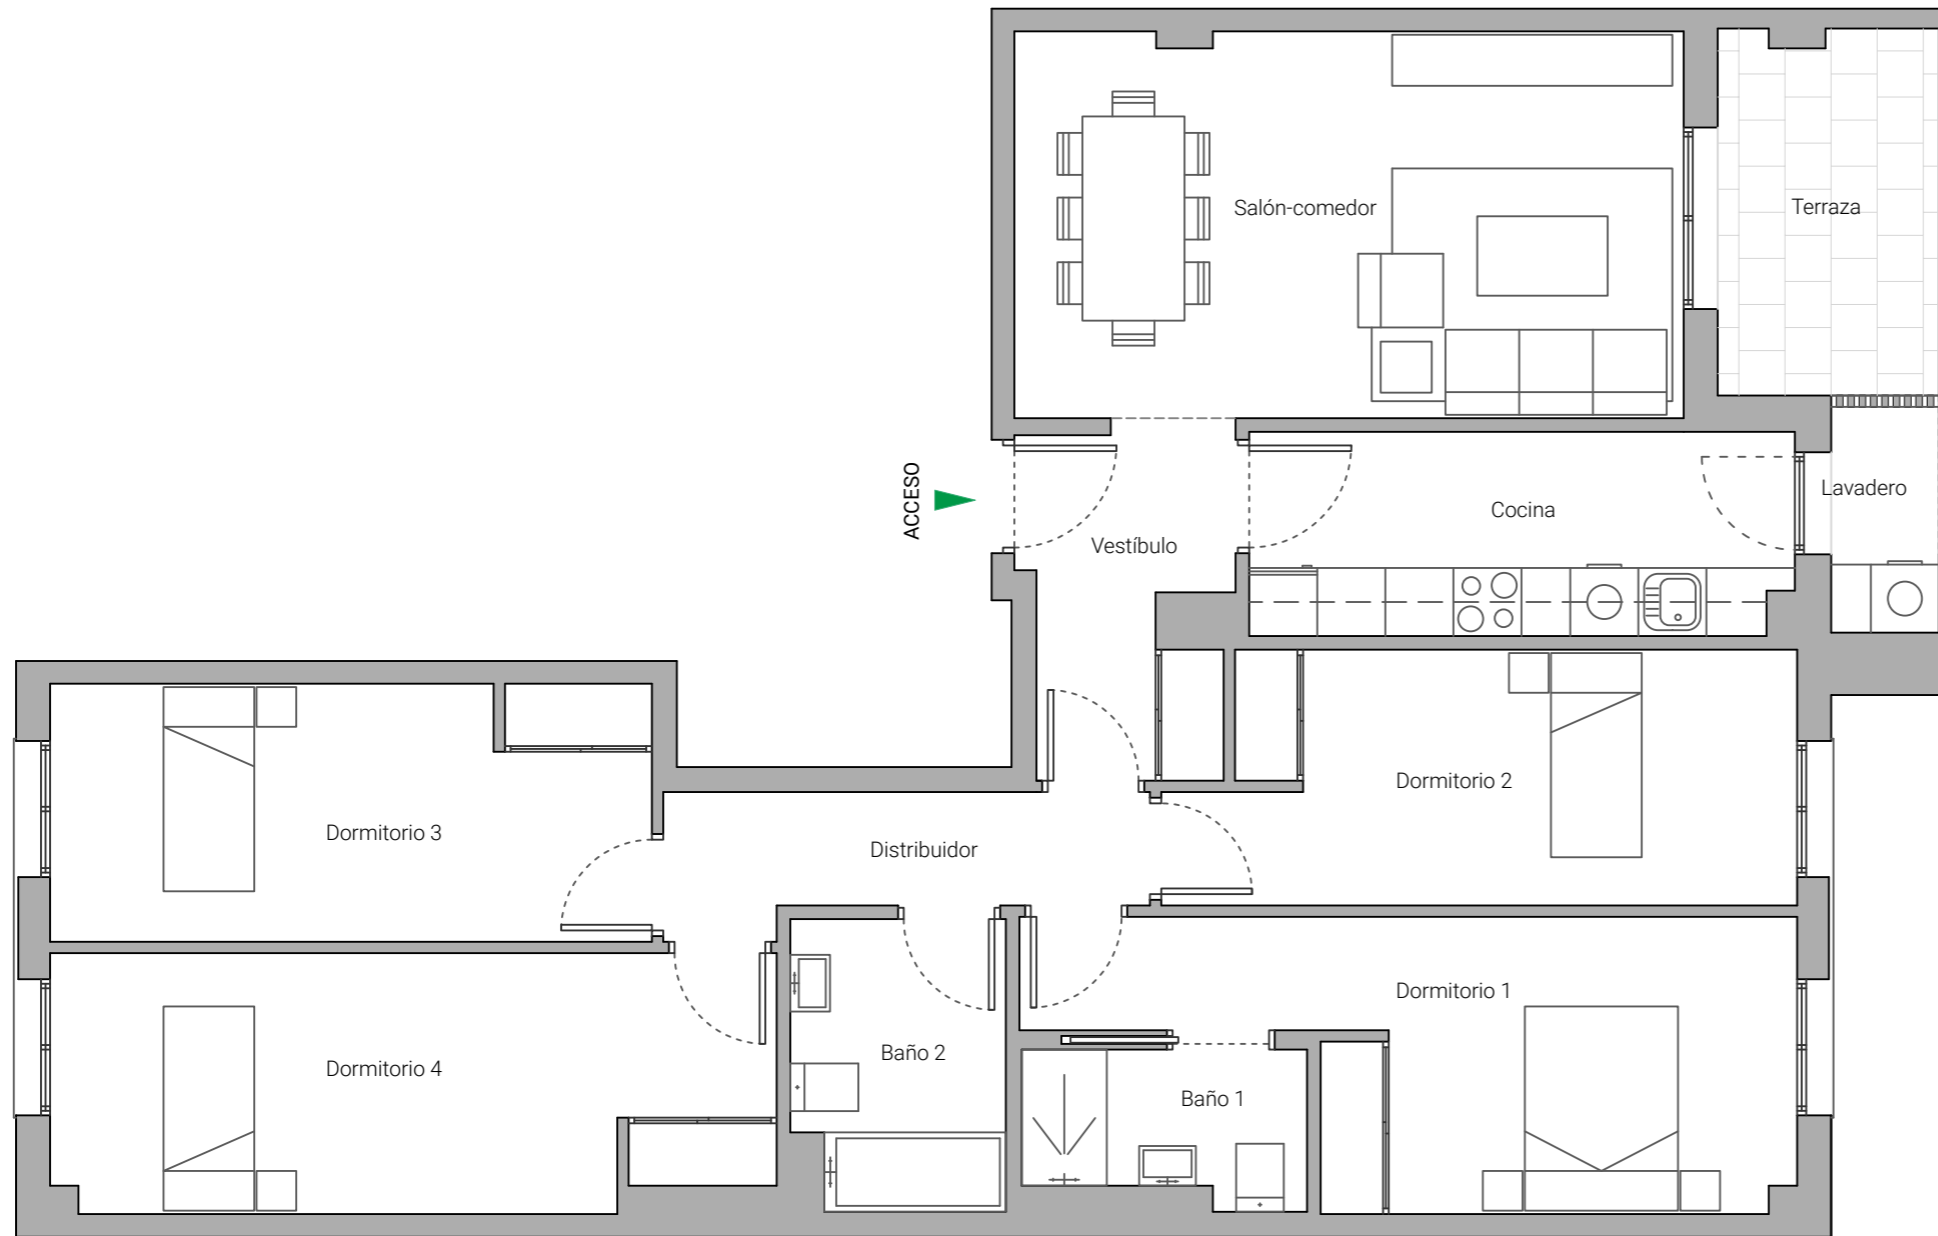 Salón-comedor
Terraza
ACCESO
Cocina
Lavadero
Vestíbulo
Dormitorio 2
Dormitorio 3
Distribuidor
Dormitorio 1
Baño 2
Dormitorio 4
Baño 1